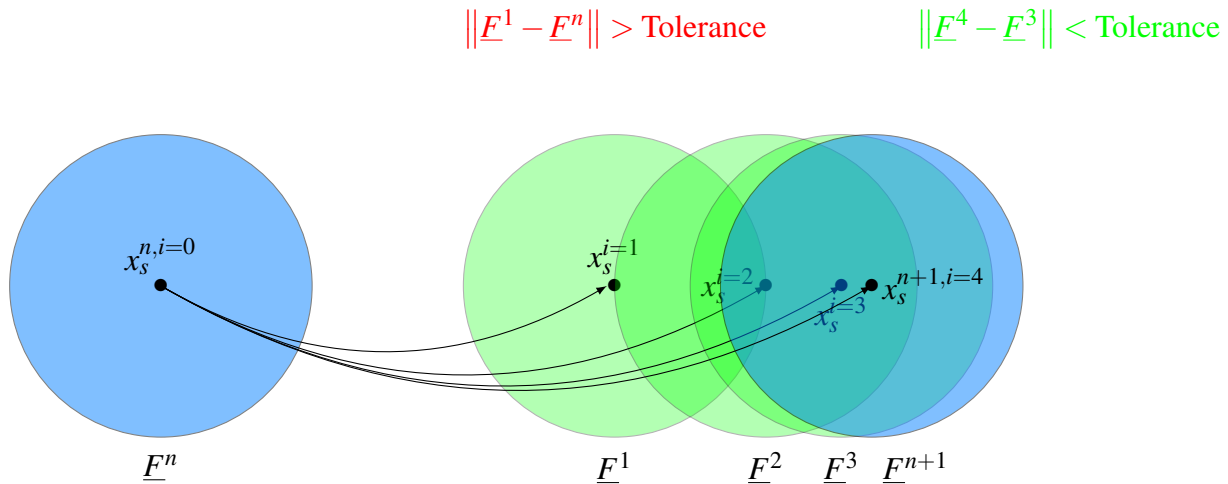 ‖F¹ − Fⁿ‖ > Tolerance
‖F⁴ − F³‖ < Tolerance
x_s^{n,i=0}
x_s^{i=1}
x_s^{i=2}
x_s^{i=3}
x_s^{n+1,i=4}
Fⁿ
F¹
F²
F³
Fⁿ⁺¹